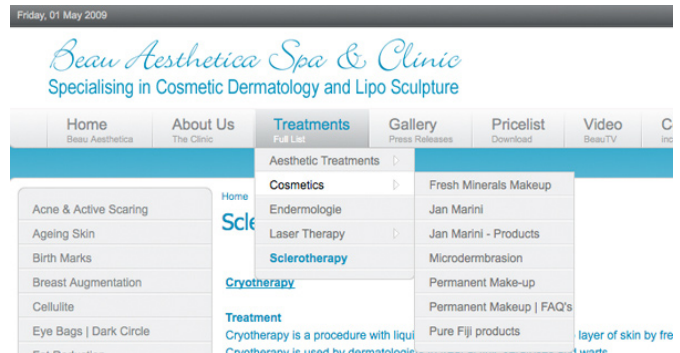 Friday, 01 May 2009
Beau Aesthetica Spa & Clinic
Specialising in Cosmetic Dermatology and Lipo Sculpture
Home About Us Treatments Gallery Pricelist Video
Beau Aesthetica The Clinic Full List Press Releases Download BeauTV
Aesthetic Treatments
Cosmetics
Endermologie
Laser Therapy
Sclerotherapy
Fresh Minerals Makeup
Jan Marini
Jan Marini - Products
Microdermbrasion
Permanent Make-up
Permanent Makeup | FAQ's
Pure Fiji products
Acne & Active Scaring
Ageing Skin
Birth Marks
Breast Augmentation
Cellulite
Eye Bags | Dark Circle
Home
Scle
Cryotherapy
Treatment
Cryotherapy is a procedure with liqui layer of skin by fre